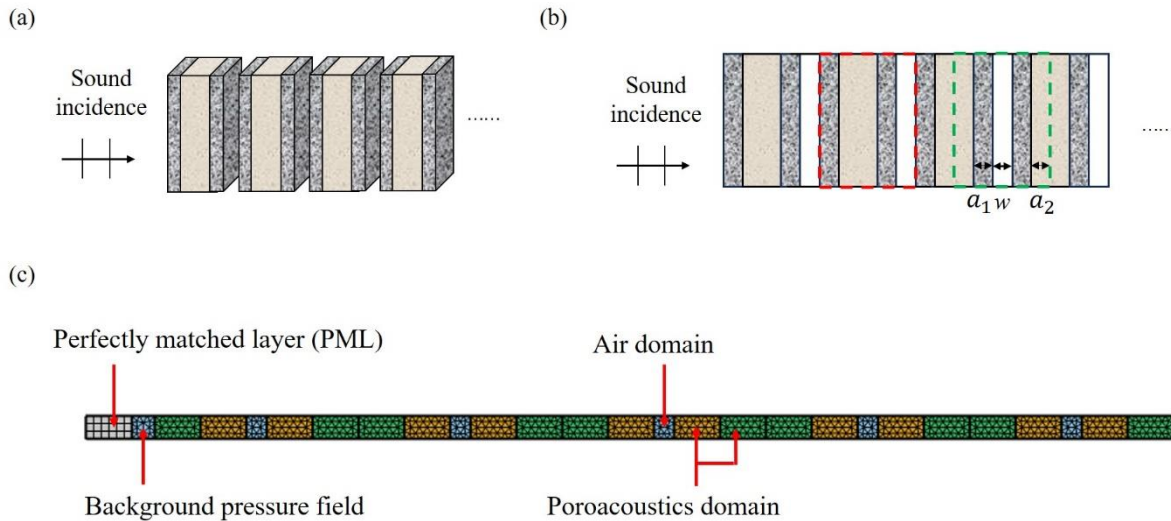 (a)
Sound
incidence
......
(b)
Sound
incidence
......
a₁ w a₂
(c)
Perfectly matched layer (PML)
Air domain
Background pressure field
Poroacoustics domain